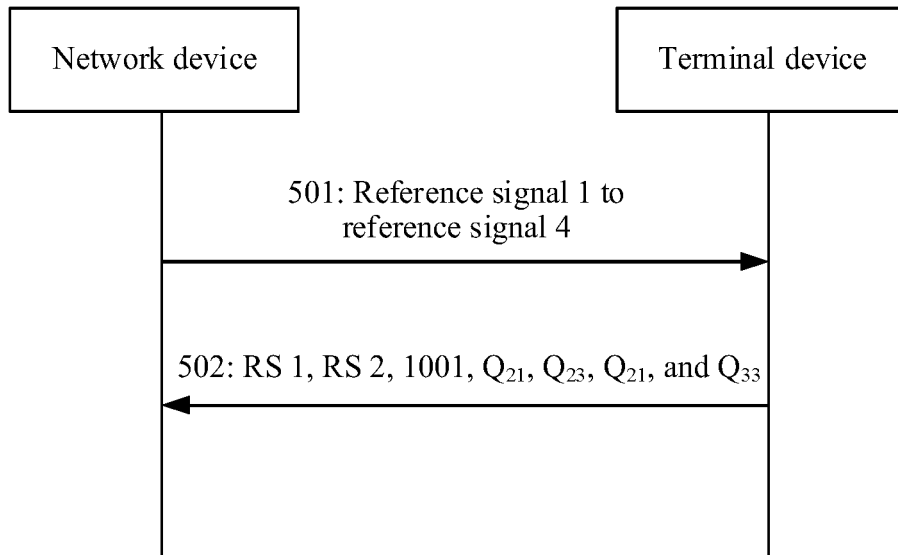 Network device
Terminal device
501: Reference signal 1 to
reference signal 4
502: RS 1, RS 2, 1001, Q₂₁, Q₂₃, Q₂₁, and Q₃₃